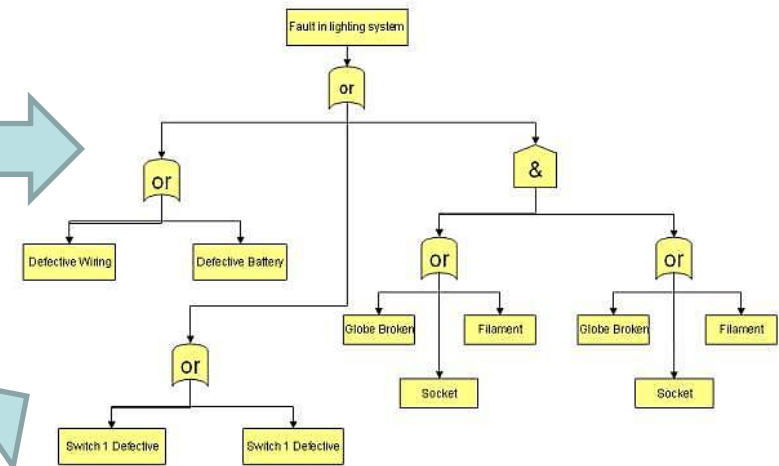 Fault in lighting system
or
or
&
Defective Wiring
Defective Battery
or
or
Globe Broken
Filament
Globe Broken
Filament
or
Socket
Socket
Switch 1 Defective
Switch 1 Defective